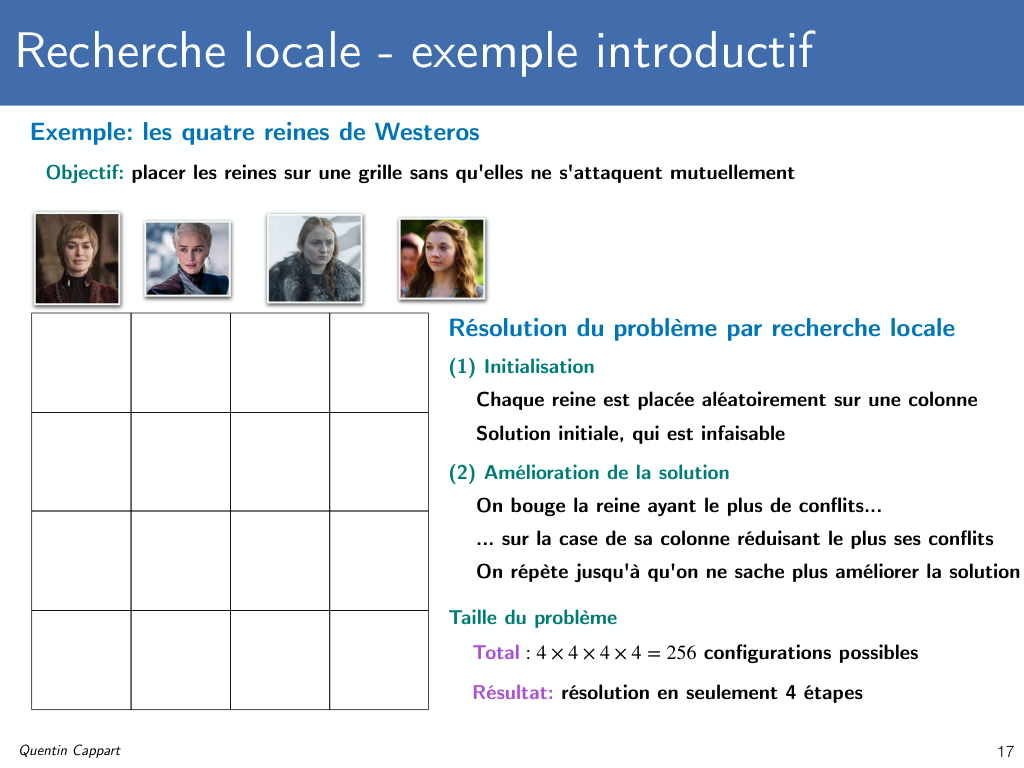 Recherche locale - exemple introductif
Exemple: les quatre reines de Westeros
Objectif: placer les reines sur une grille sans qu'elles ne s'attaquent mutuellement
Résolution du problème par recherche locale
(1) Initialisation
Chaque reine est placée aléatoirement sur une colonne
Solution initiale, qui est infaisable
(2) Amélioration de la solution
On bouge la reine ayant le plus de conflits...
... sur la case de sa colonne réduisant le plus ses conflits
On répète jusqu'à qu'on ne sache plus améliorer la solution
Taille du problème
Total : 4 × 4 × 4 × 4 = 256 configurations possibles
Résultat: résolution en seulement 4 étapes
Quentin Cappart
17